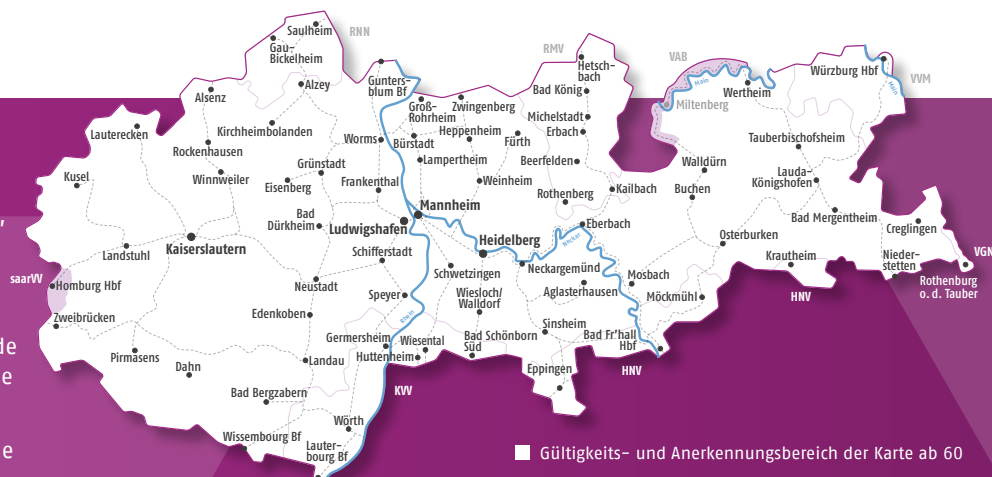 Saulheim
RNN
Gau-
Bickelheim
RMV
Hetsch-
bach
VAB
Würzburg Hbf
VVM
Gunters-
blum Bf
Alzey
Alsenz
Bad König
Main
Wertheim
Main
Miltenberg
Groß-
Rohrheim
Zwingenberg
Michelstadt
Lauterecken
Kirchheimbolanden
Worms
Bürstadt
Heppenheim
Fürth
Erbach
Tauberbischofsheim
Rockenhausen
Lampertheim
Beerfelden
Walldürn
Grünstadt
Kusel
Winnweiler
Eisenberg
Frankenthal
Weinheim
Rothenberg
Kailbach
Buchen
Lauda-
Königshofen
Mannheim
Bad
Dürkheim
Ludwigshafen
Eberbach
Bad Mergentheim
Creglingen
,
Kaiserslautern
Heidelberg
Neckar
Osterburken
Landstuhl
Schifferstadt
Krautheim
Nieder-
stetten
VGN
saarVV
Homburg Hbf
Neckargemünd
Schwetzingen
Mosbach
Rothenburg
o. d. Tauber
Neustadt
Speyer
Wiesloch/
Walldorf
Aglasterhausen
Möckmühl
HNV
Zweibrücken
Edenkoben
Rhein
Sinsheim
Bad Fr'hall
Hbf
Germersheim
Wiesental
Bad Schönborn
Süd
de
Pirmasens
Landau
Huttenheim
Dahn
Eppingen
HNV
e
KVV
Bad Bergzabern
Wörth
Wissembourg Bf
Lauter-
bourg Bf
e
Gültigkeits- und Anerkennungsbereich der Karte ab 60